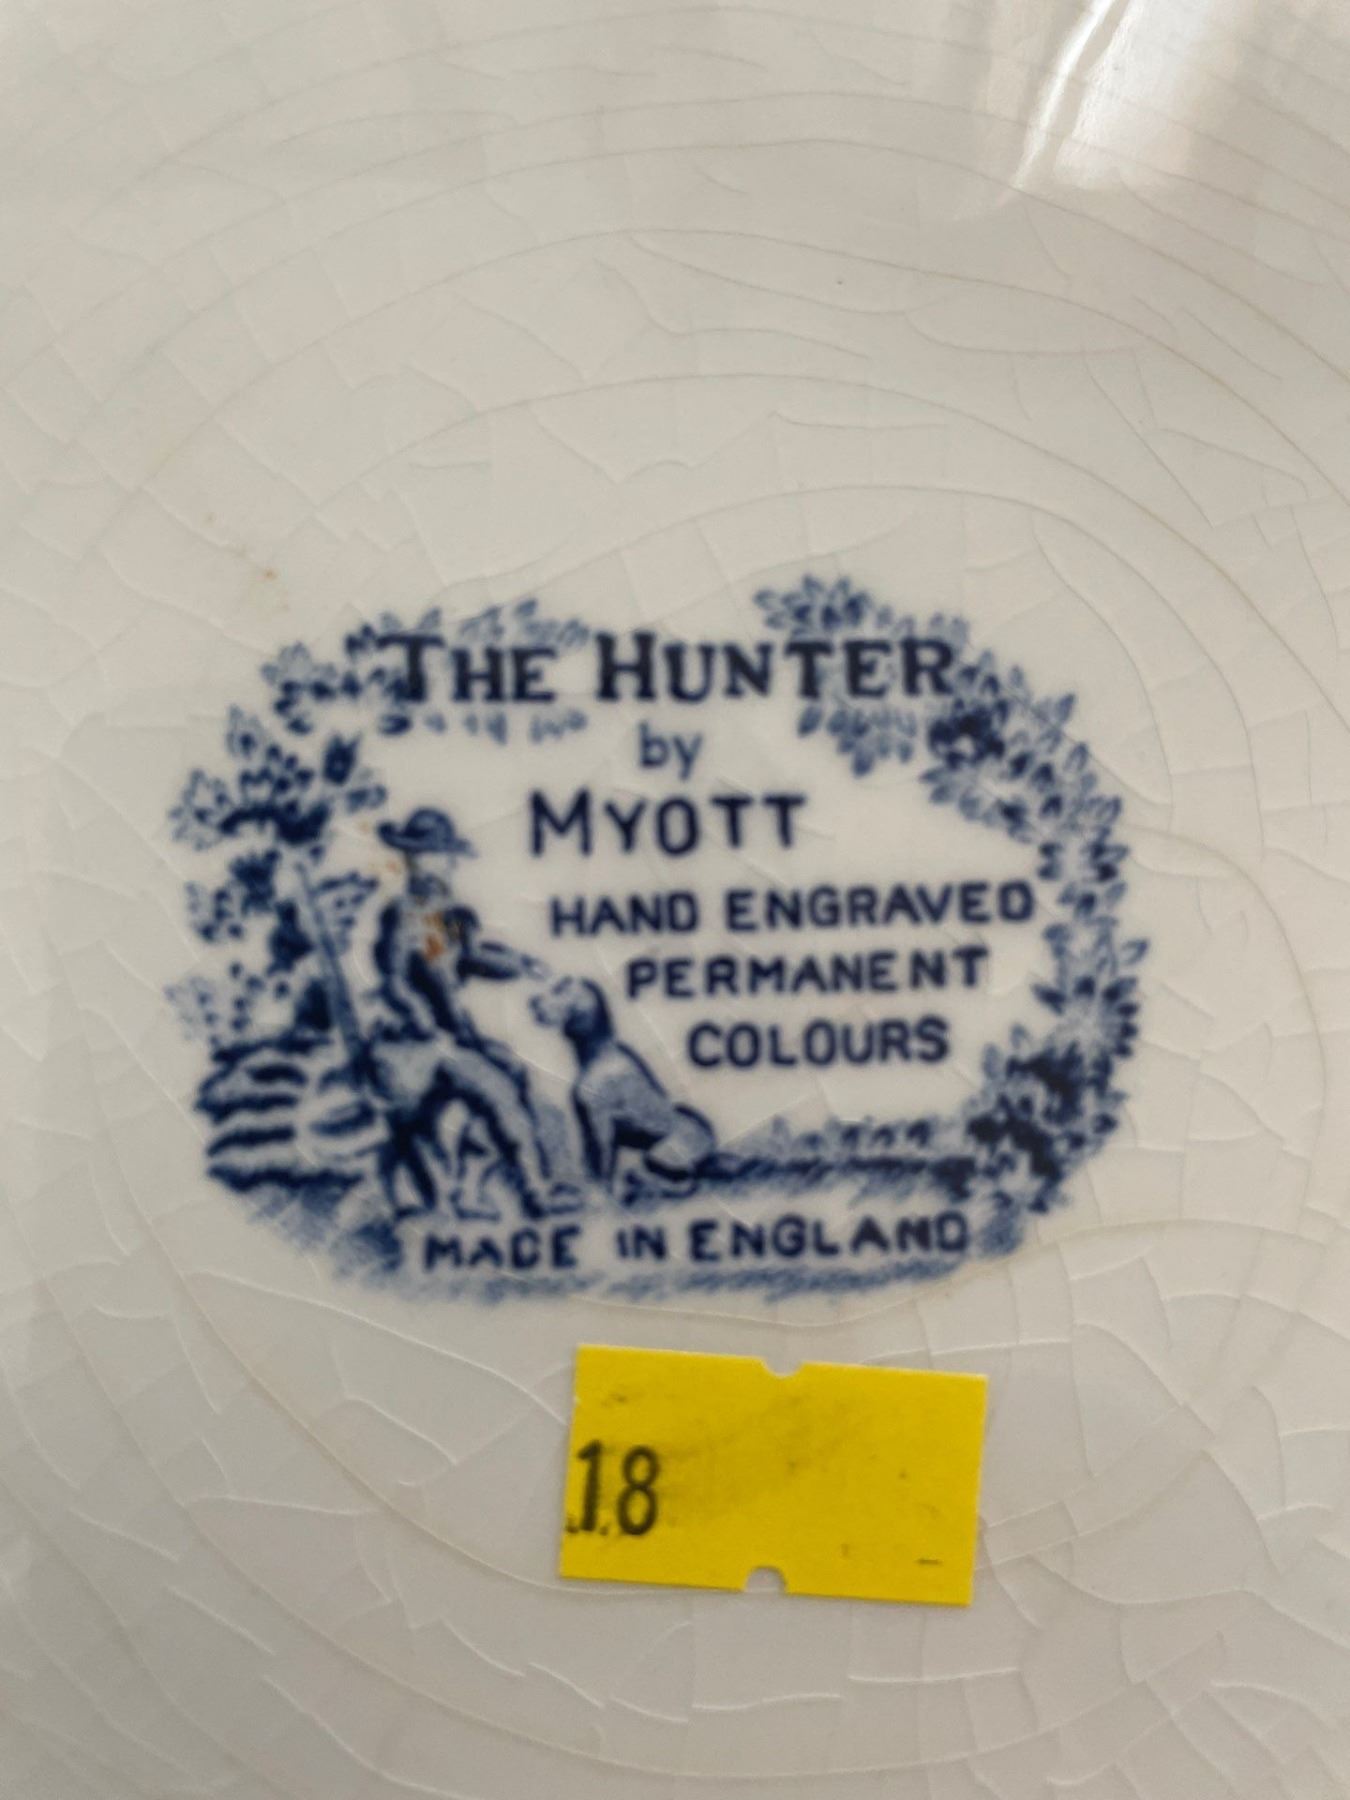 THE HUNTER
by
MYOTT
HAND ENGRAVED
PERMANENT
COLOURS
MADE IN ENGLAND
18